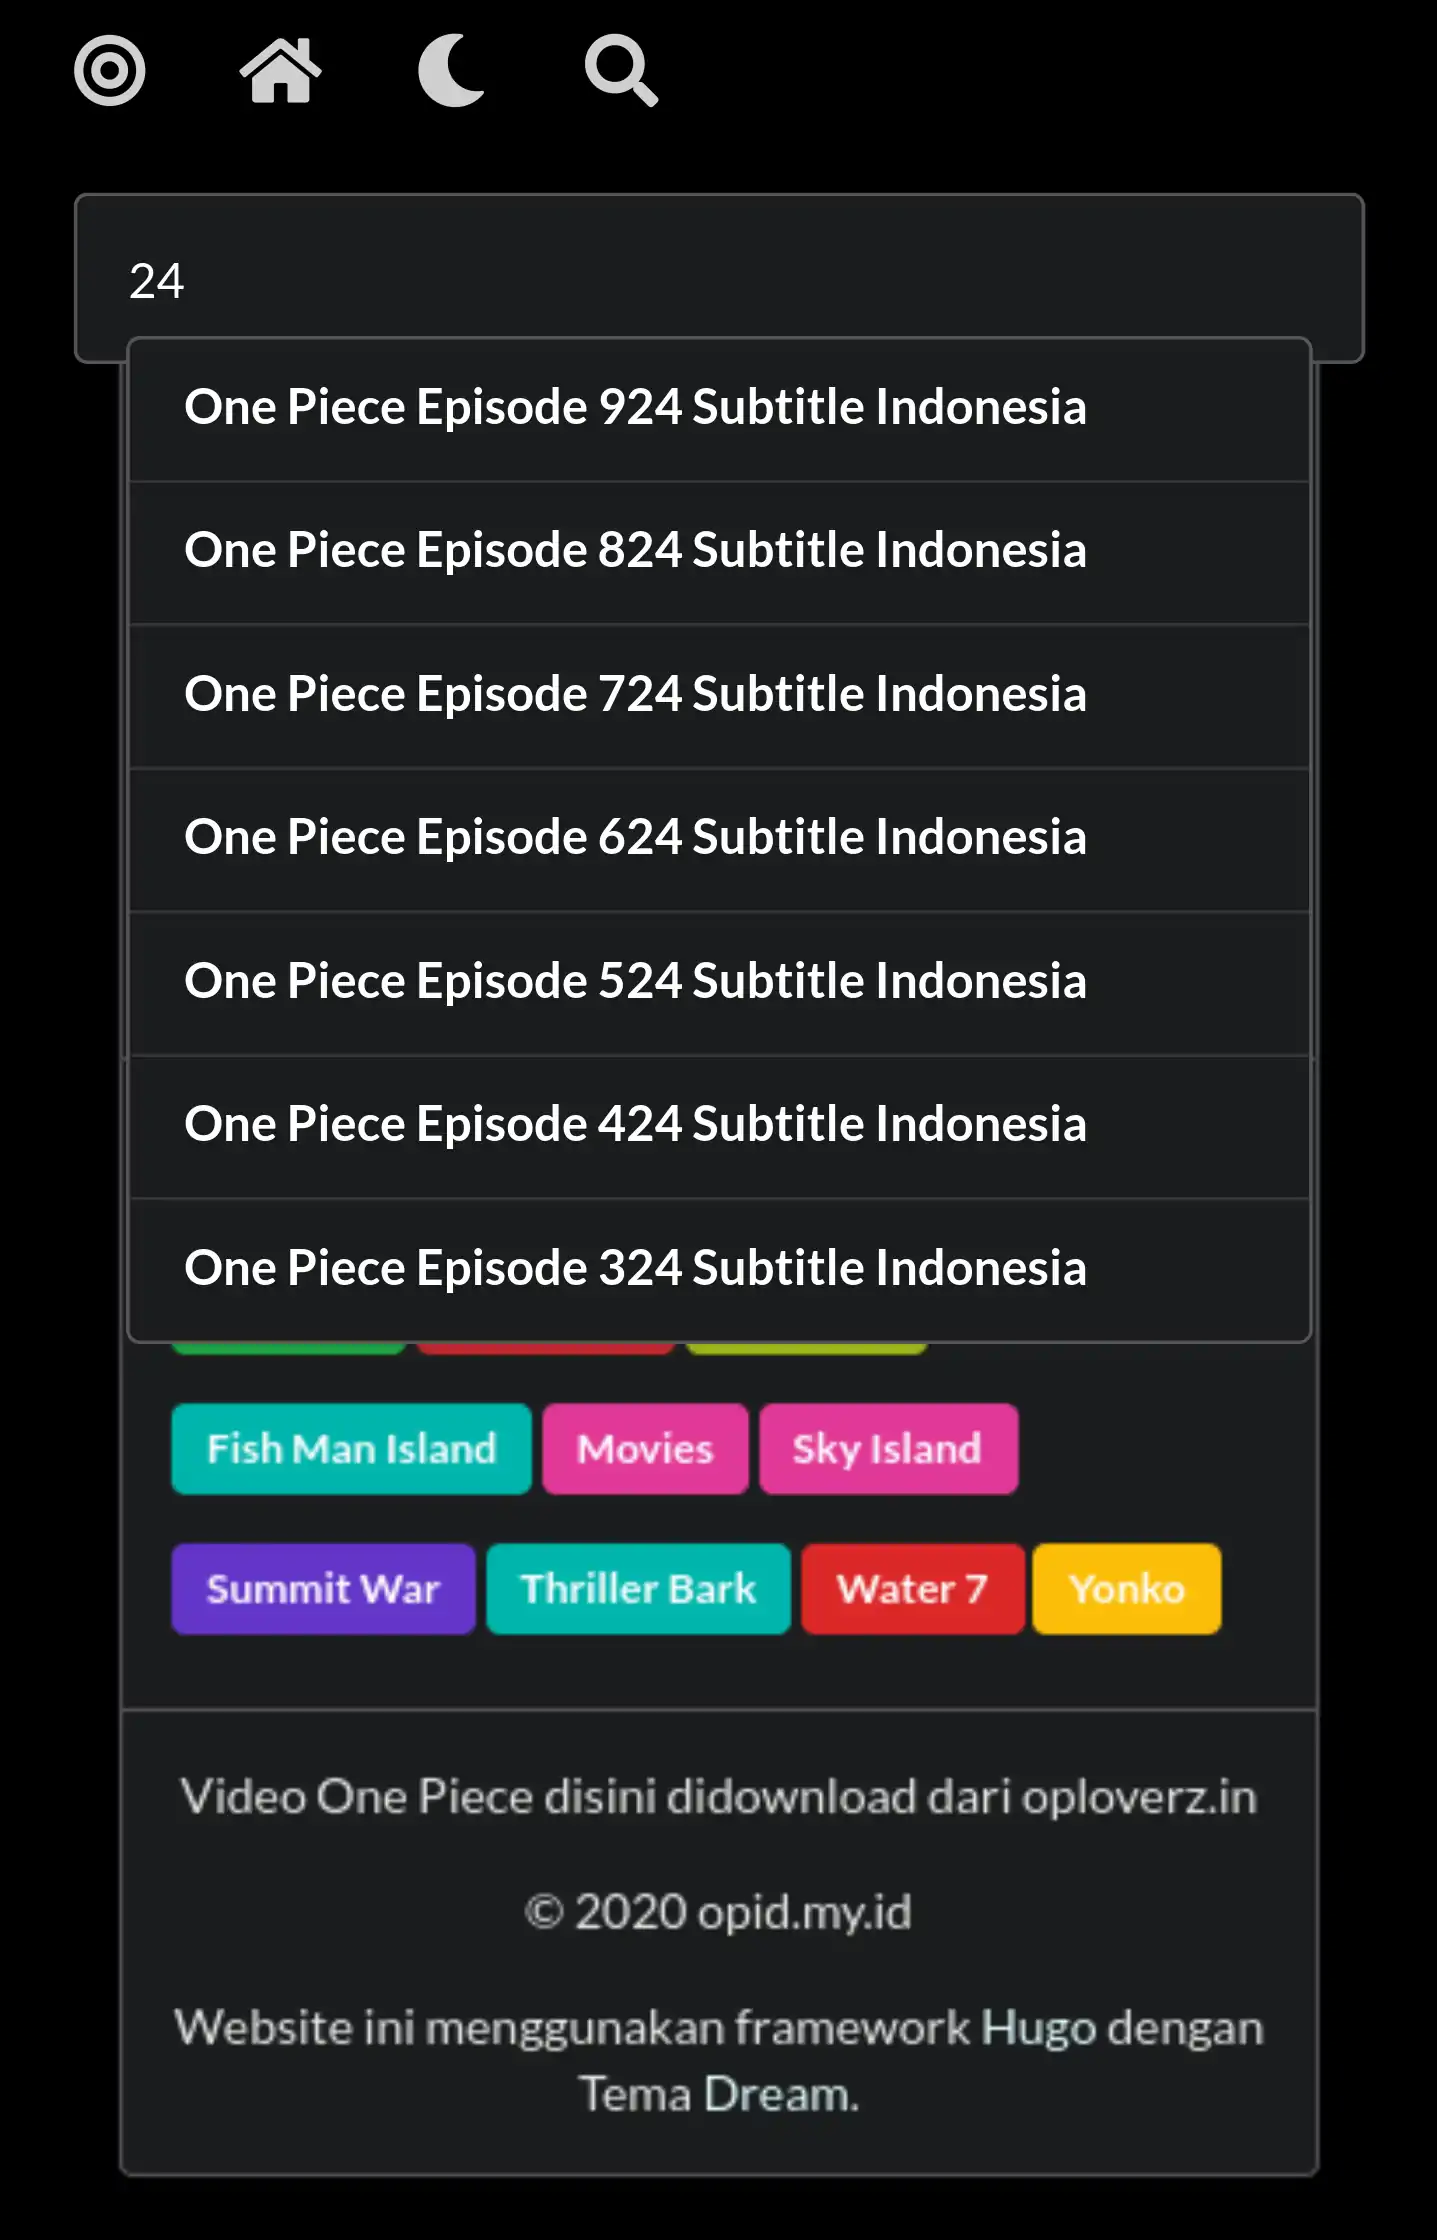 24
One Piece Episode 924 Subtitle Indonesia
One Piece Episode 824 Subtitle Indonesia
One Piece Episode 724 Subtitle Indonesia
One Piece Episode 624 Subtitle Indonesia
One Piece Episode 524 Subtitle Indonesia
One Piece Episode 424 Subtitle Indonesia
One Piece Episode 324 Subtitle Indonesia
Fish Man Island Movies Sky Island
Summit War Thriller Bark Water 7 Yonko
Video One Piece disini didownload dari oploverz.in
© 2020 opid.my.id
Website ini menggunakan framework Hugo dengan
Tema Dream.